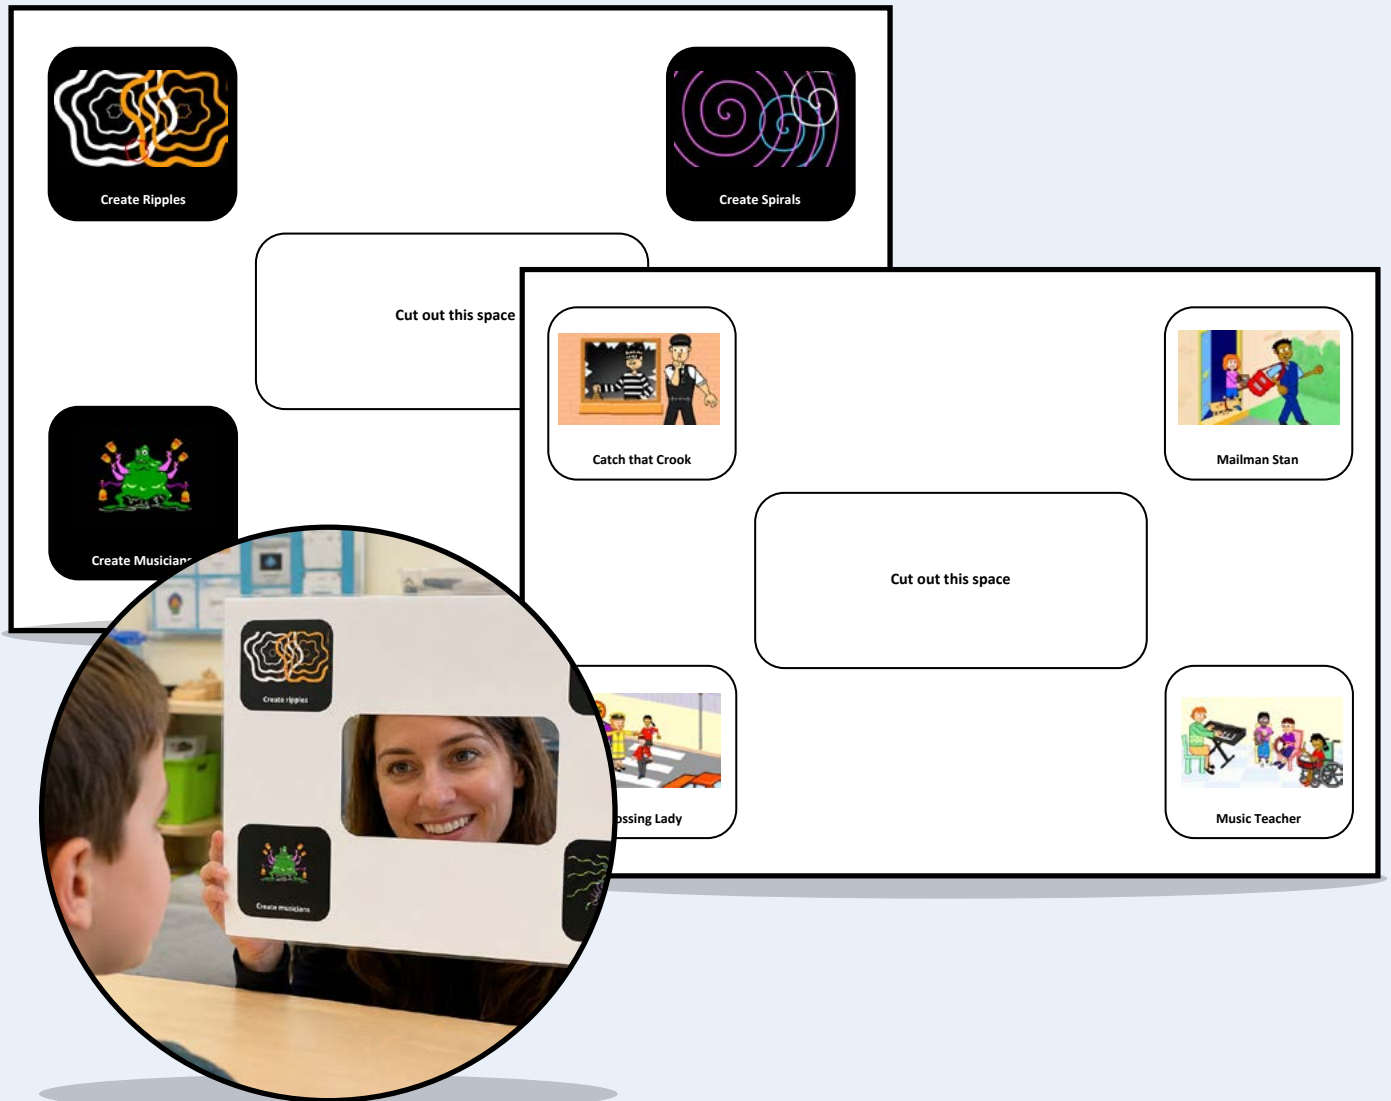 Create Ripples
Create Spirals
Cut out this space
Create Musicians
Catch that Crook
Mailman Stan
Cut out this space
ossing Lady
Music Teacher
Create ripples
Create musicians